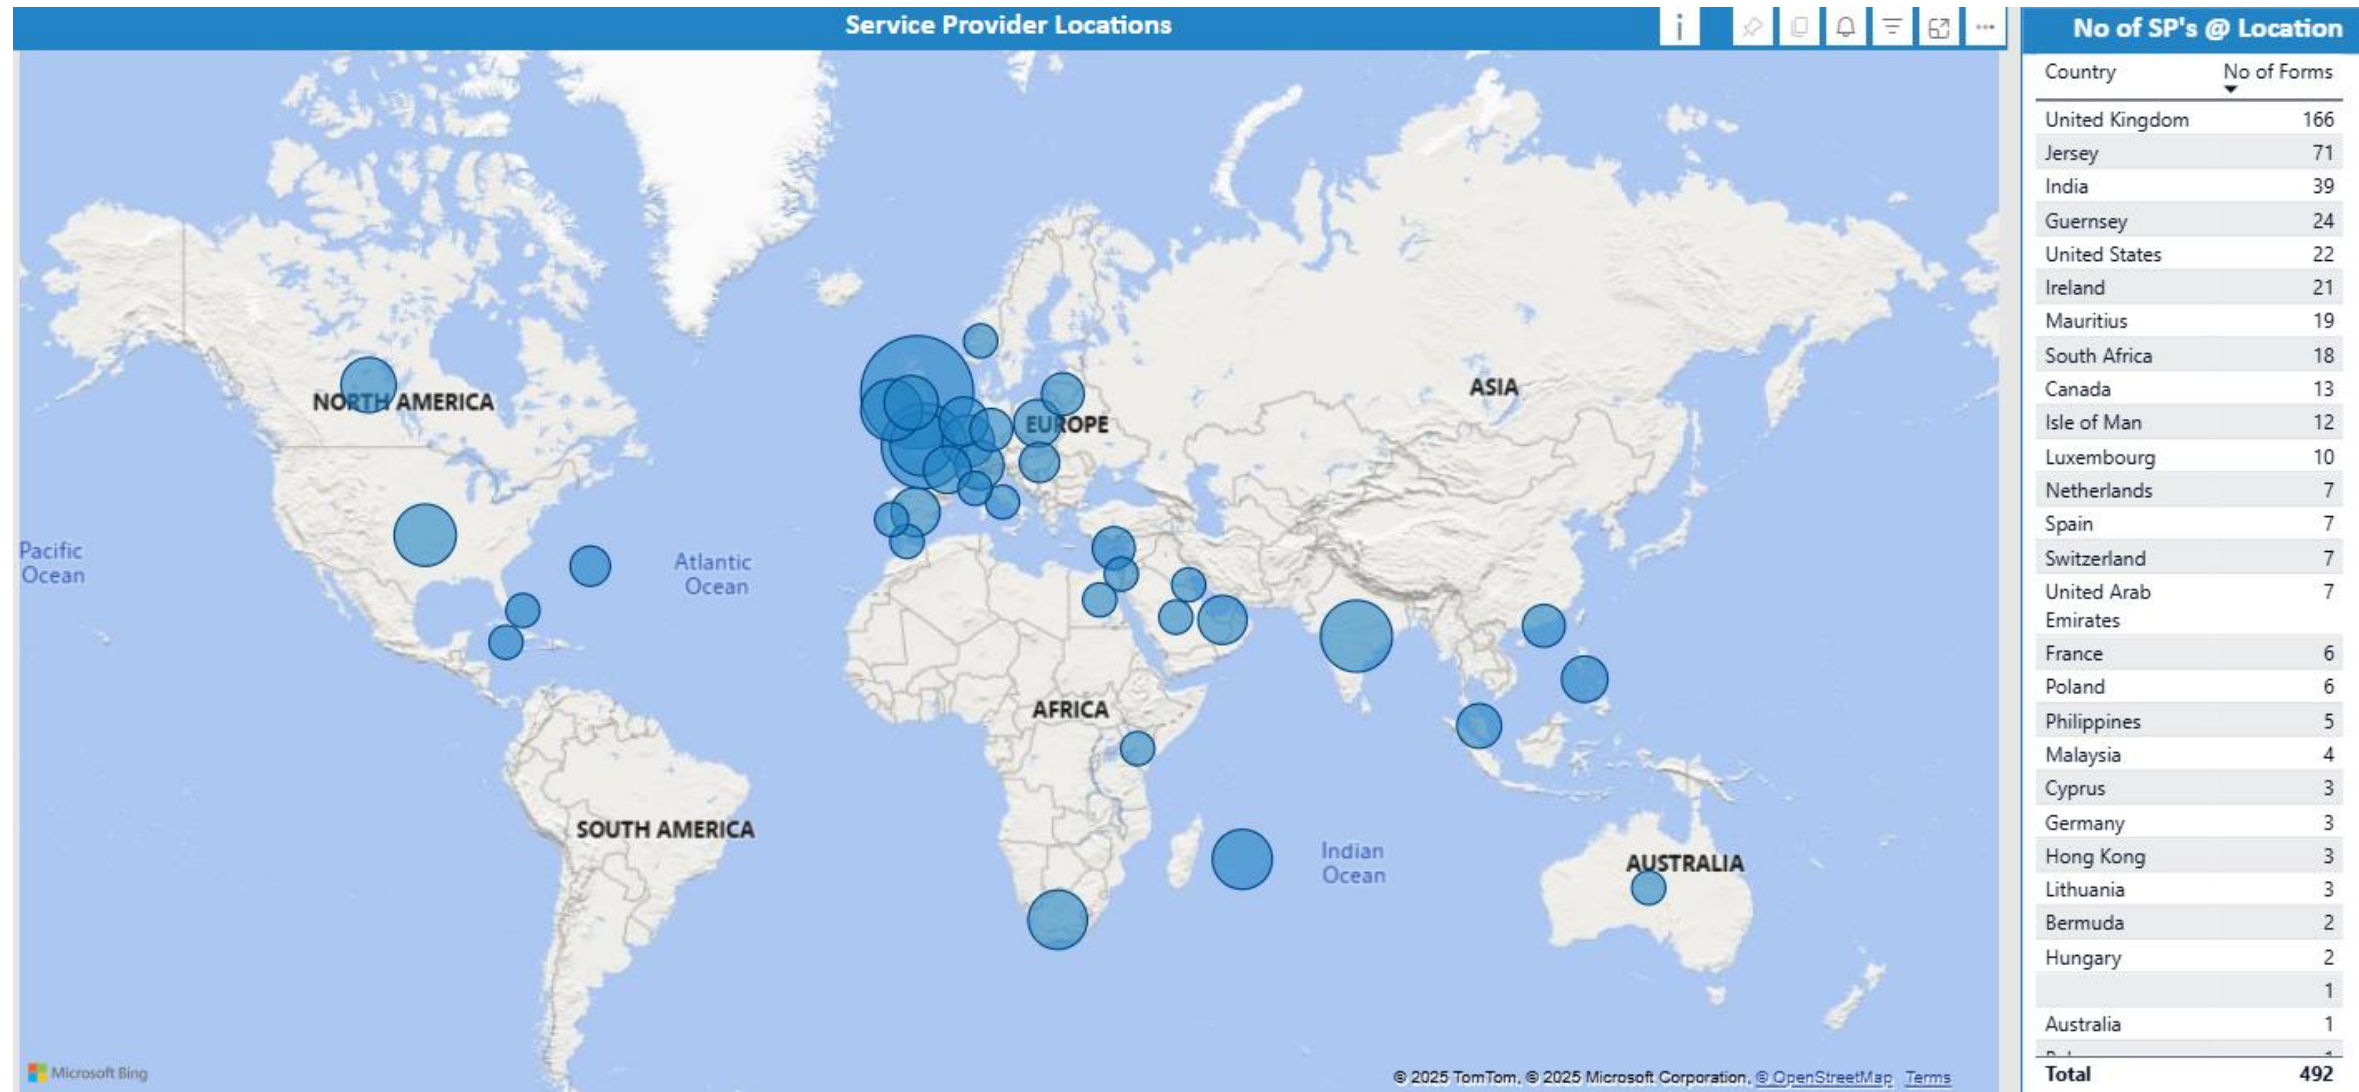 Service Provider Locations
NORTH AMERICA
EUROPE
ASIA
Pacific
Ocean
Atlantic
Ocean
AFRICA
SOUTH AMERICA
Indian
Ocean
AUSTRALIA
Microsoft Bing
© 2025 TomTom, © 2025 Microsoft Corporation, © OpenStreetMap Terms
No of SP's @ Location
Country No of Forms
United Kingdom 166
Jersey 71
India 39
Guernsey 24
United States 22
Ireland 21
Mauritius 19
South Africa 18
Canada 13
Isle of Man 12
Luxembourg 10
Netherlands 7
Spain 7
Switzerland 7
United Arab 7
Emirates
France 6
Poland 6
Philippines 5
Malaysia 4
Cyprus 3
Germany 3
Hong Kong 3
Lithuania 3
Bermuda 2
Hungary 2
1
Australia 1
Total 492